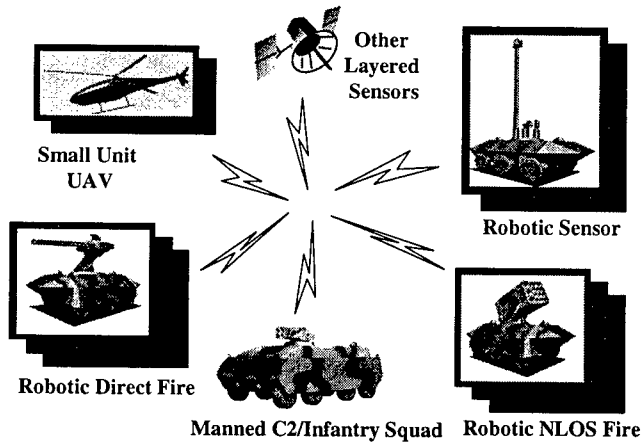 Other
Layered
Sensors
Small Unit
UAV
Robotic Sensor
Robotic Direct Fire
Manned C2/Infantry Squad
Robotic NLOS Fire